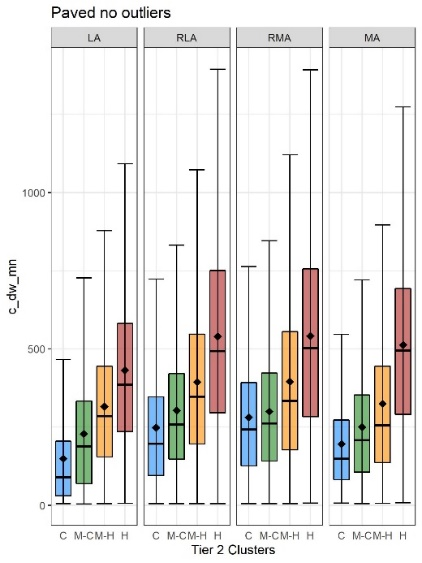 Paved no outliers
LA RLA RMA MA
c_dw_mn
1000
500
0
C M-C M-H H C M-C M-H H C M-C M-H H C M-C M-H H
Tier 2 Clusters